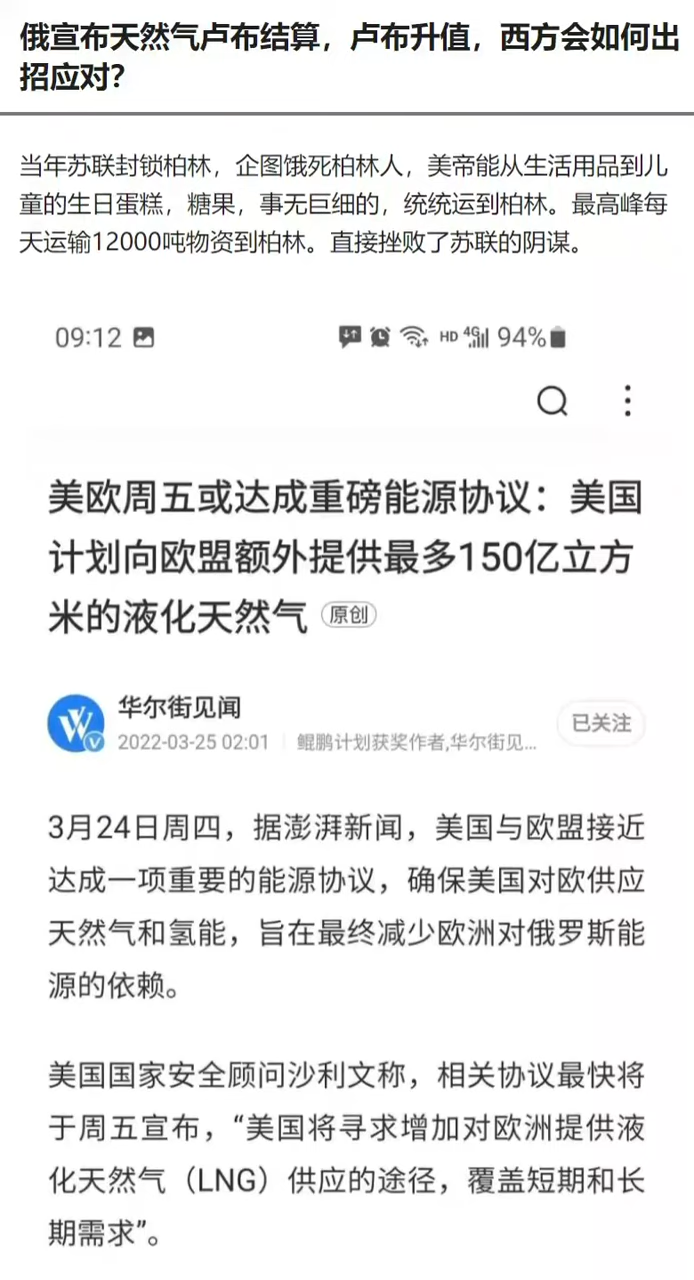 俄宣布天然气卢布结算，卢布升值，西方会如何出
招应对？
当年苏联封锁柏林，企图饿死柏林人，美帝能从生活用品到儿
童的生日蛋糕，糖果，事无巨细的，统统运到柏林。最高峰每
天运输12000吨物资到柏林。直接挫败了苏联的阴谋。
09:12 HD 4G 94%
美欧周五或达成重磅能源协议：美国
计划向欧盟额外提供最多150亿立方
米的液化天然气 原创
华尔街见闻
已关注
2022-03-25 02:01 鲲鹏计划获奖作者,华尔街见...
3月24日周四，据澎湃新闻，美国与欧盟接近
达成一项重要的能源协议，确保美国对欧供应
天然气和氢能，旨在最终减少欧洲对俄罗斯能
源的依赖。
美国国家安全顾问沙利文称，相关协议最快将
于周五宣布，“美国将寻求增加对欧洲提供液
化天然气（LNG）供应的途径，覆盖短期和长
期需求”。